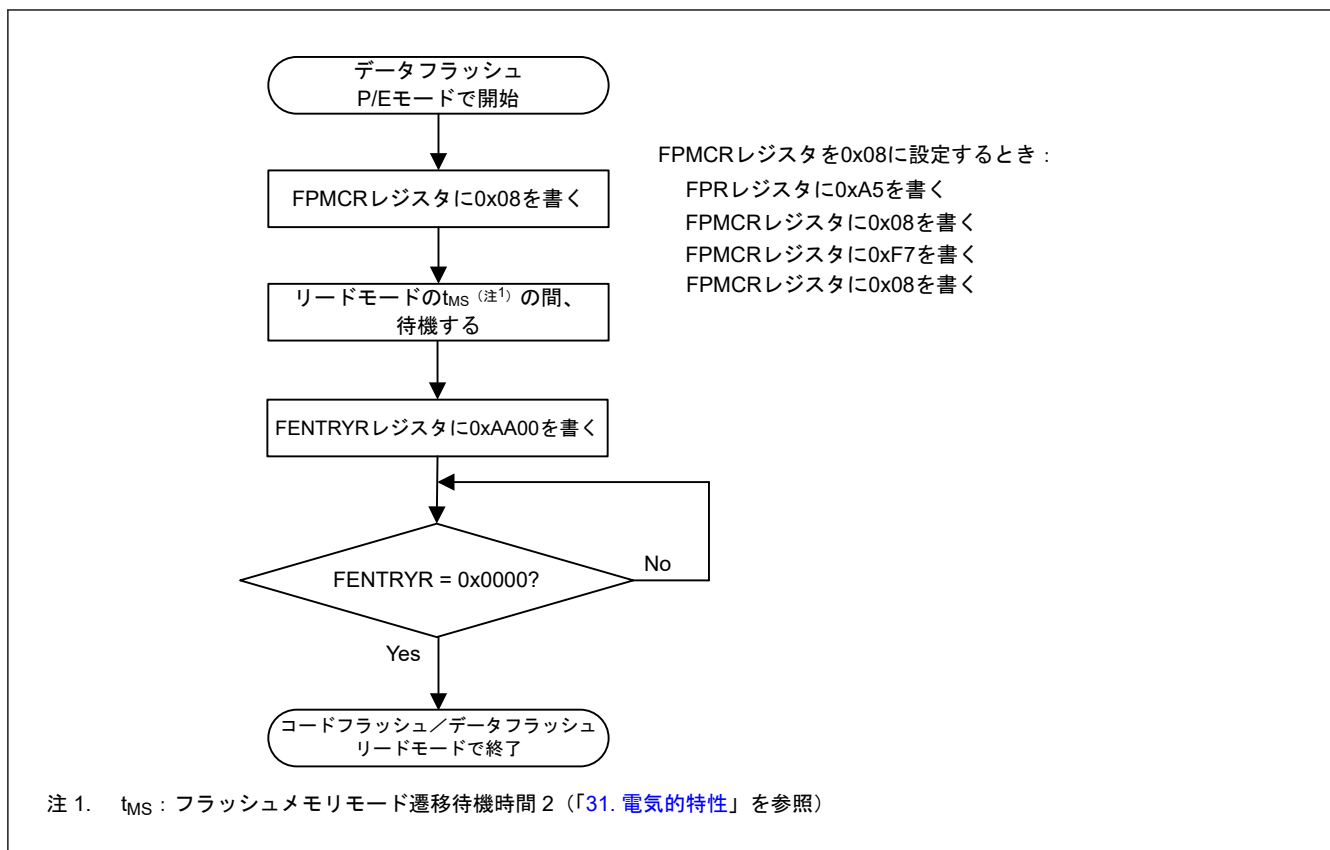 データフラッシュ
P/Eモードで開始
FPMCRレジスタに0x08を書く
リードモードのtMS（注1）の間、
待機する
FENTRYRレジスタに0xAA00を書く
FENTRYR = 0x0000?
No
Yes
コードフラッシュ／データフラッシュ
リードモードで終了
FPMCRレジスタを0x08に設定するとき：
FPRレジスタに0xA5を書く
FPMCRレジスタに0x08を書く
FPMCRレジスタに0xF7を書く
FPMCRレジスタに0x08を書く
注 1. tMS：フラッシュメモリモード遷移待機時間 2（「31. 電気的特性」を参照）